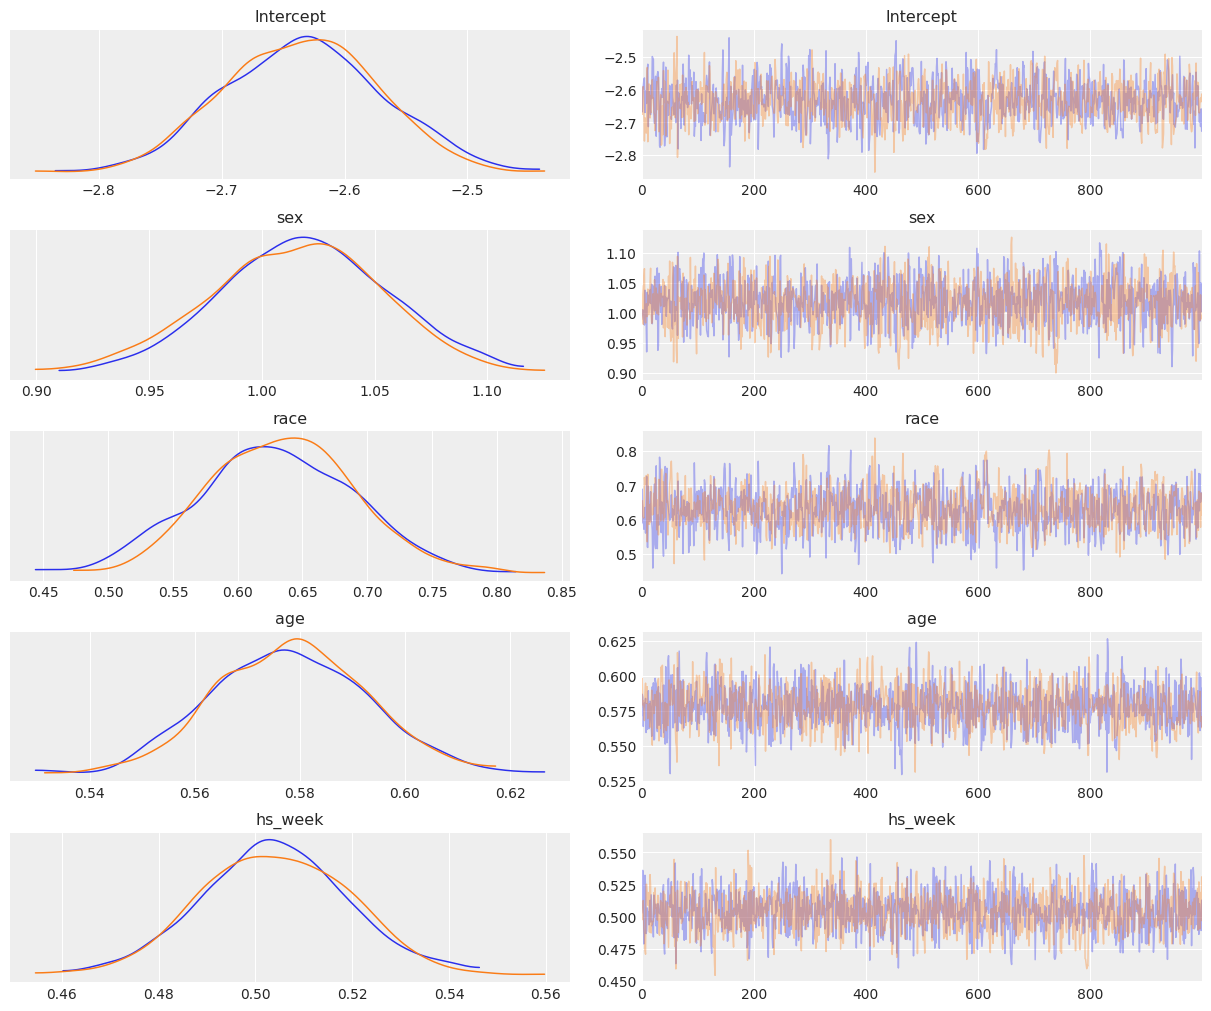 Intercept Intercept
−2.5
−2.6
−2.7
−2.8
−2.8 −2.7 −2.6 −2.5 0 200 400 600 800
sex sex
1.10
1.05
1.00
0.95
0.90
0.90 0.95 1.00 1.05 1.10 0 200 400 600 800
race race
0.8
0.7
0.6
0.5
0.45 0.50 0.55 0.60 0.65 0.70 0.75 0.80 0.85 0 200 400 600 800
age age
0.625
0.600
0.575
0.550
0.525
0.54 0.56 0.58 0.60 0.62 0 200 400 600 800
hs_week hs_week
0.550
0.525
0.500
0.475
0.450
0.46 0.48 0.50 0.52 0.54 0.56 0 200 400 600 800